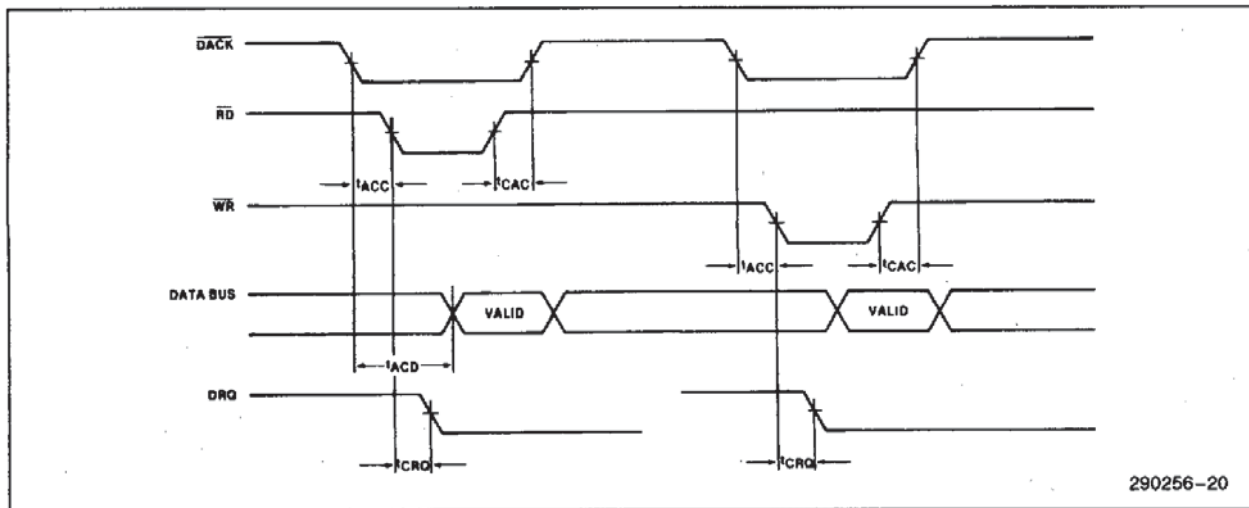 DACK
RD
tACC
tCAC
WR
tACC
tCAC
DATA BUS
VALID
VALID
tACD
DRQ
tCRQ
tCRQ
290256-20